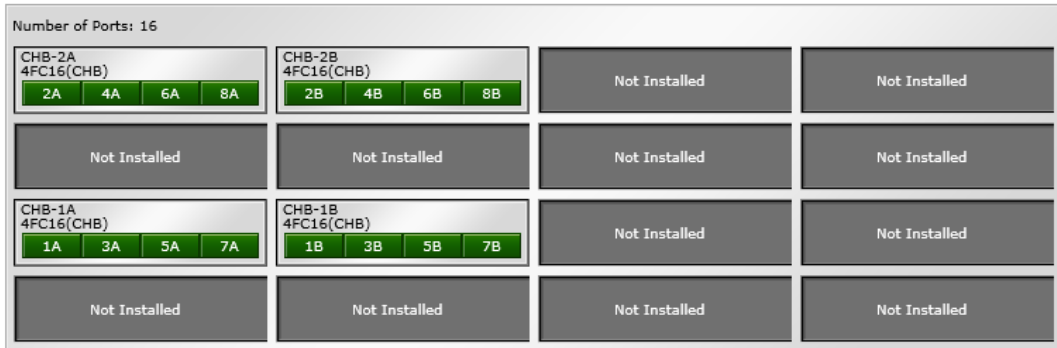 Number of Ports: 16
CHB-2A
4FC16(CHB)
2A 4A 6A 8A
CHB-2B
4FC16(CHB)
2B 4B 6B 8B
Not Installed
Not Installed
Not Installed
Not Installed
Not Installed
Not Installed
CHB-1A
4FC16(CHB)
1A 3A 5A 7A
CHB-1B
4FC16(CHB)
1B 3B 5B 7B
Not Installed
Not Installed
Not Installed
Not Installed
Not Installed
Not Installed